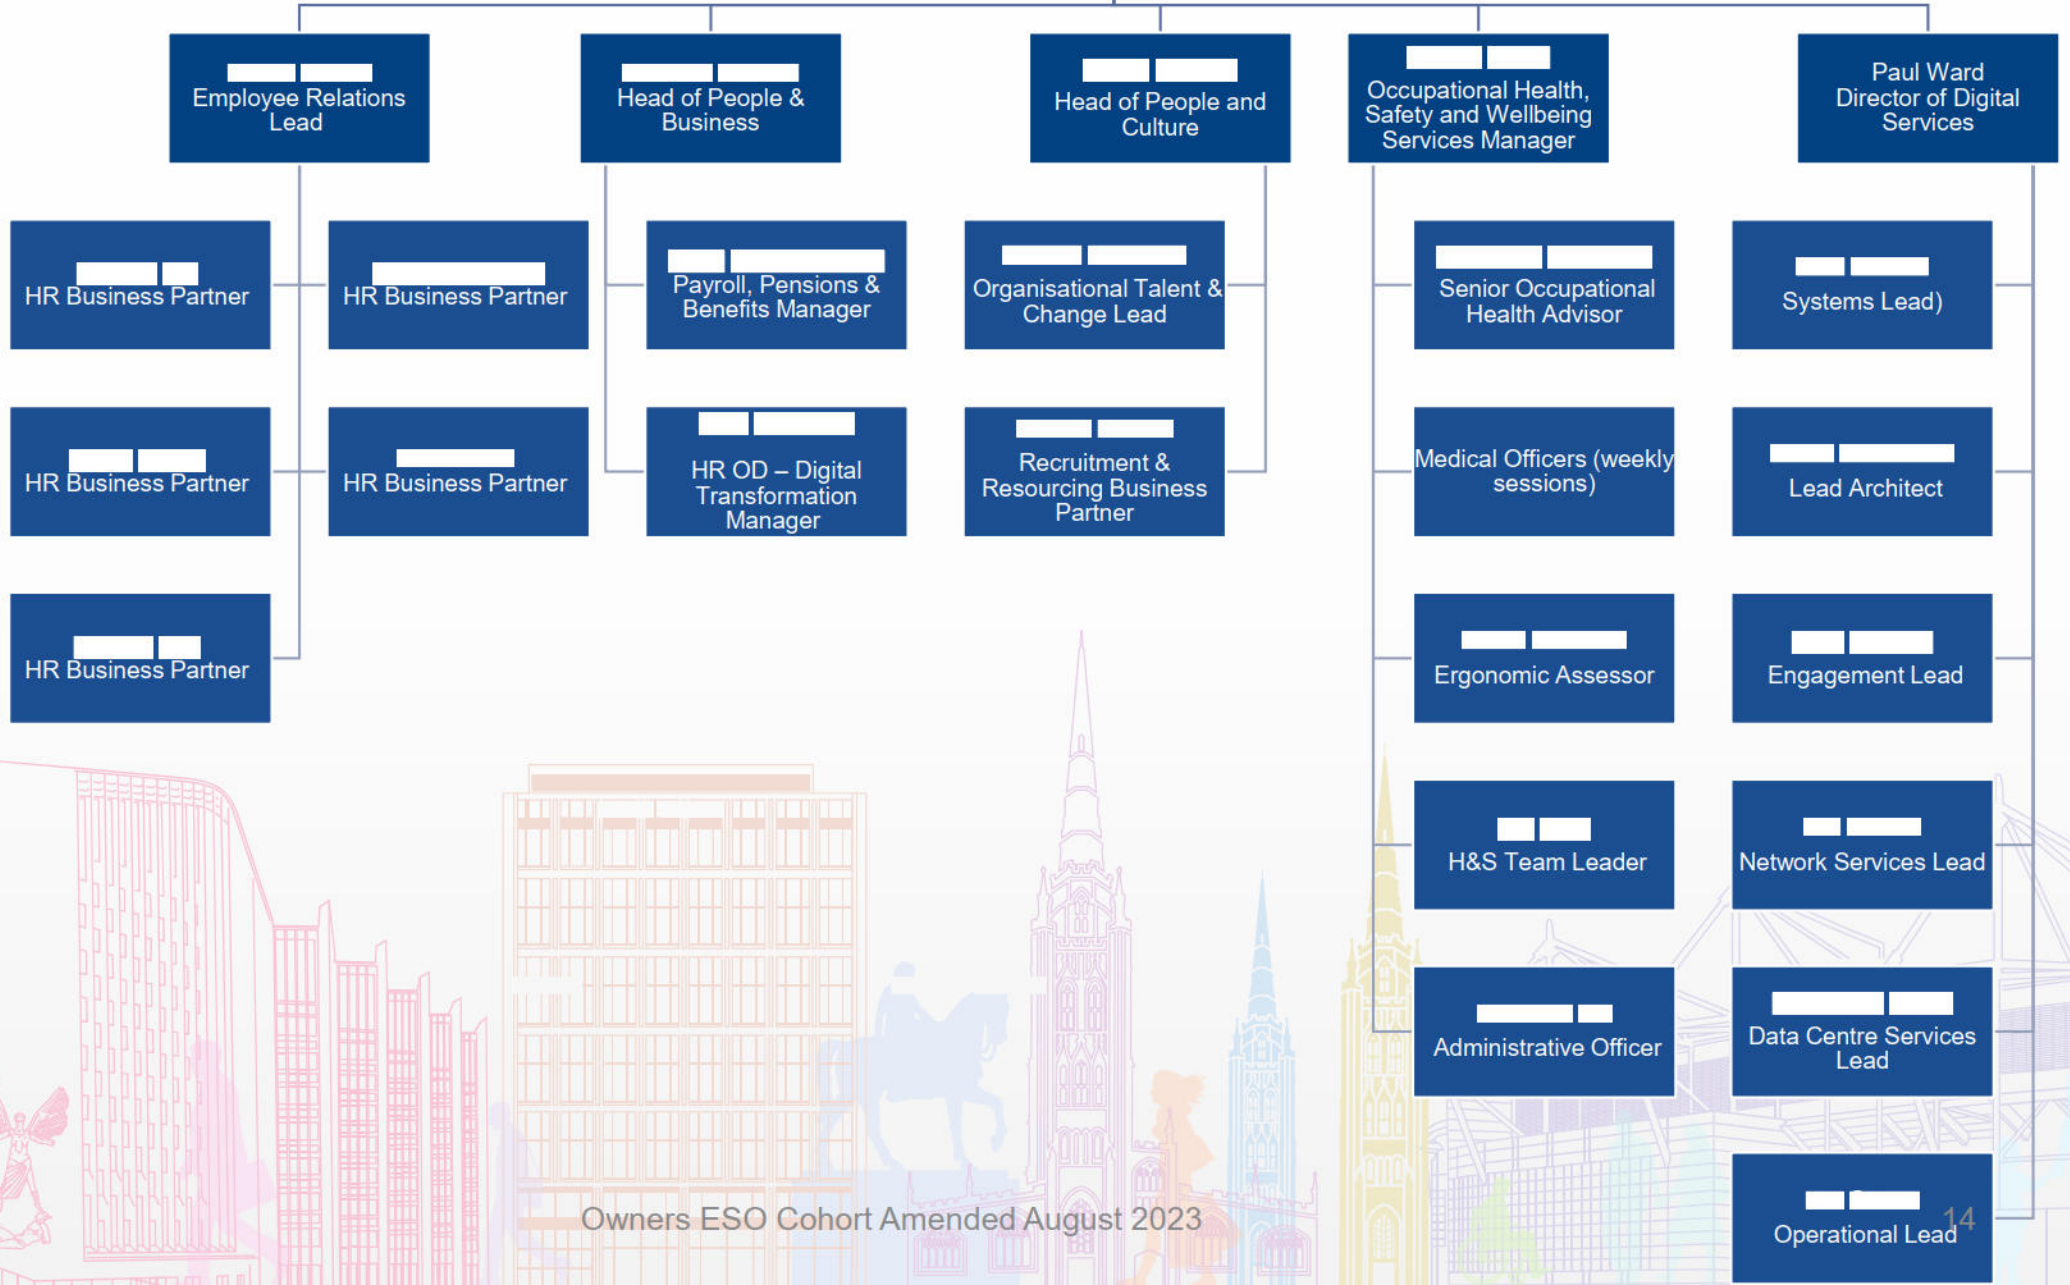 Employee Relations
Lead
Head of People &
Business
Head of People and
Culture
Occupational Health,
Safety and Wellbeing
Services Manager
Paul Ward
Director of Digital
Services
HR Business Partner
HR Business Partner
Payroll, Pensions &
Benefits Manager
Organisational Talent &
Change Lead
Senior Occupational
Health Advisor
Systems Lead)
HR Business Partner
HR Business Partner
HR OD – Digital
Transformation
Manager
Recruitment &
Resourcing Business
Partner
Medical Officers (weekly
sessions)
Lead Architect
HR Business Partner
Ergonomic Assessor
Engagement Lead
H&S Team Leader
Network Services Lead
Administrative Officer
Data Centre Services
Lead
Operational Lead
Owners ESO Cohort Amended August 2023
14